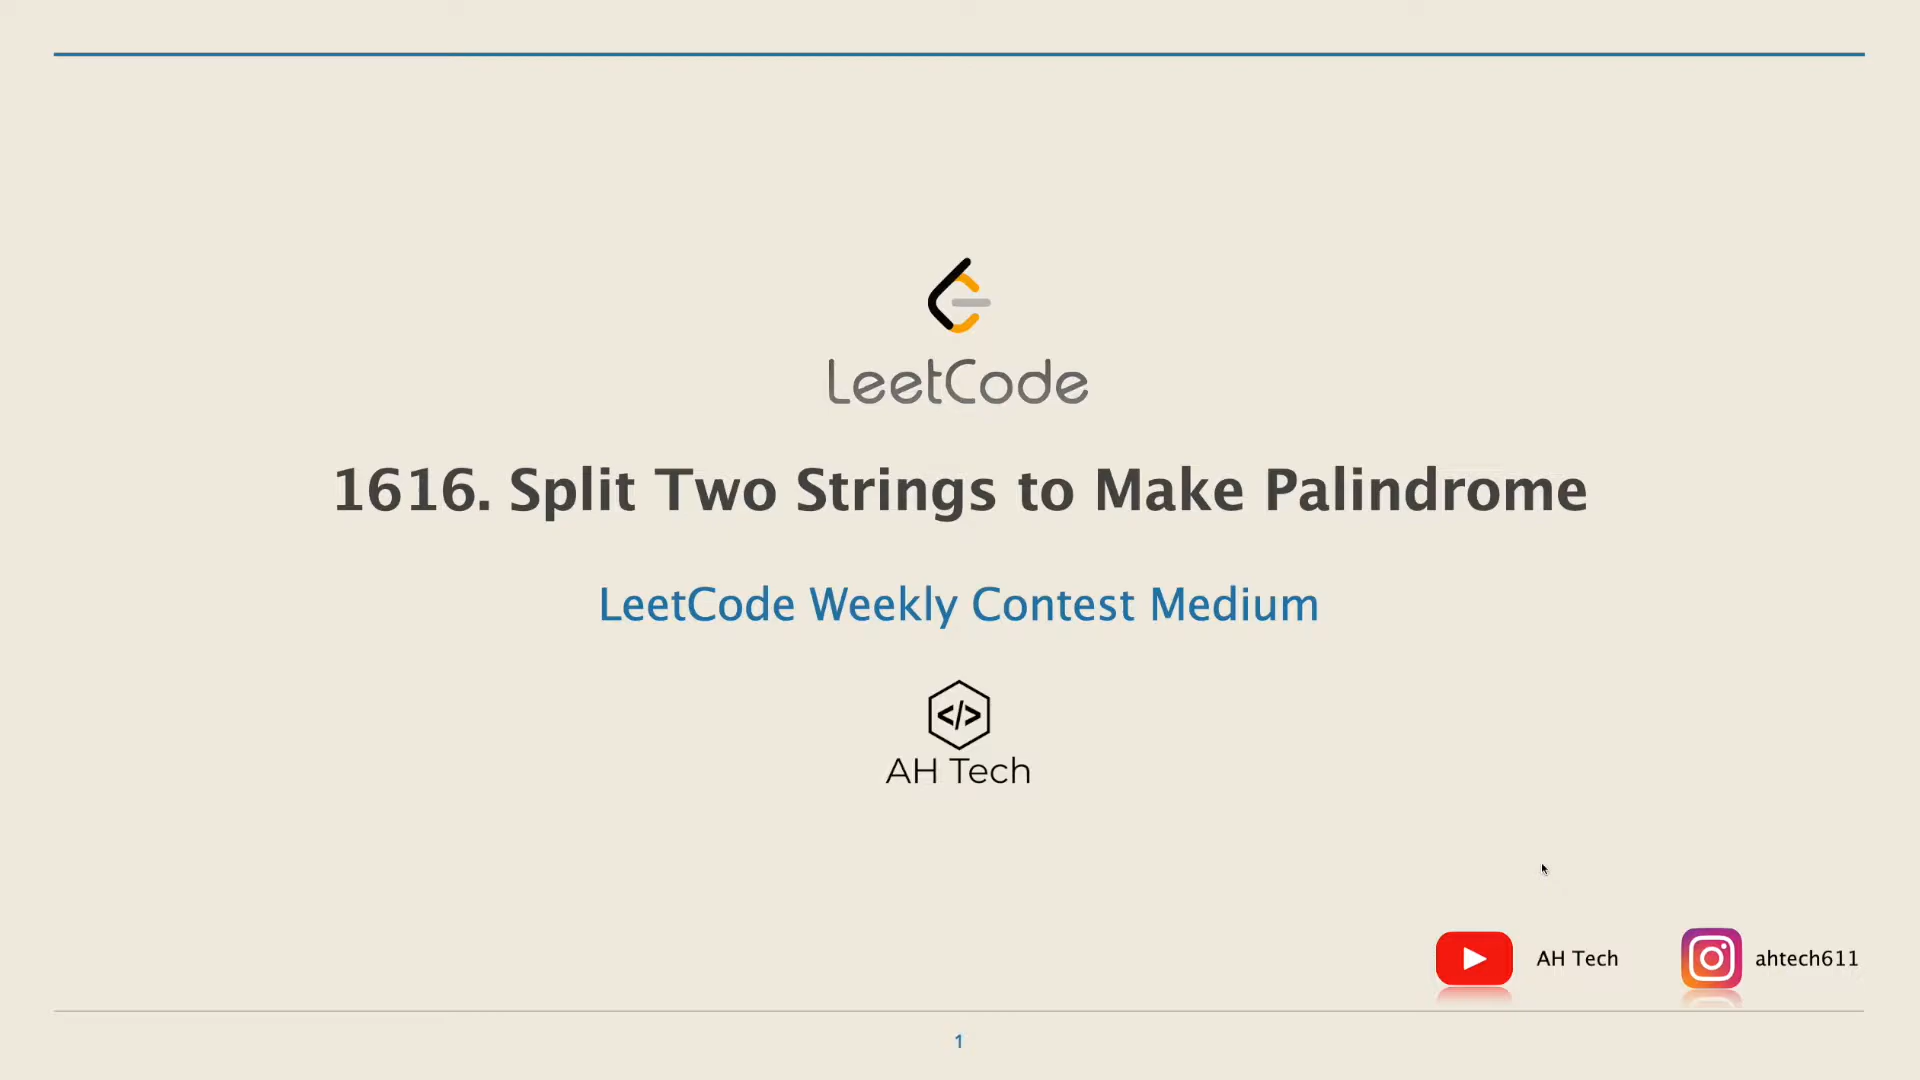 LeetCode
1616. Split Two Strings to Make Palindrome
LeetCode Weekly Contest Medium
</>
AH Tech
AH Tech
ahtech611
1